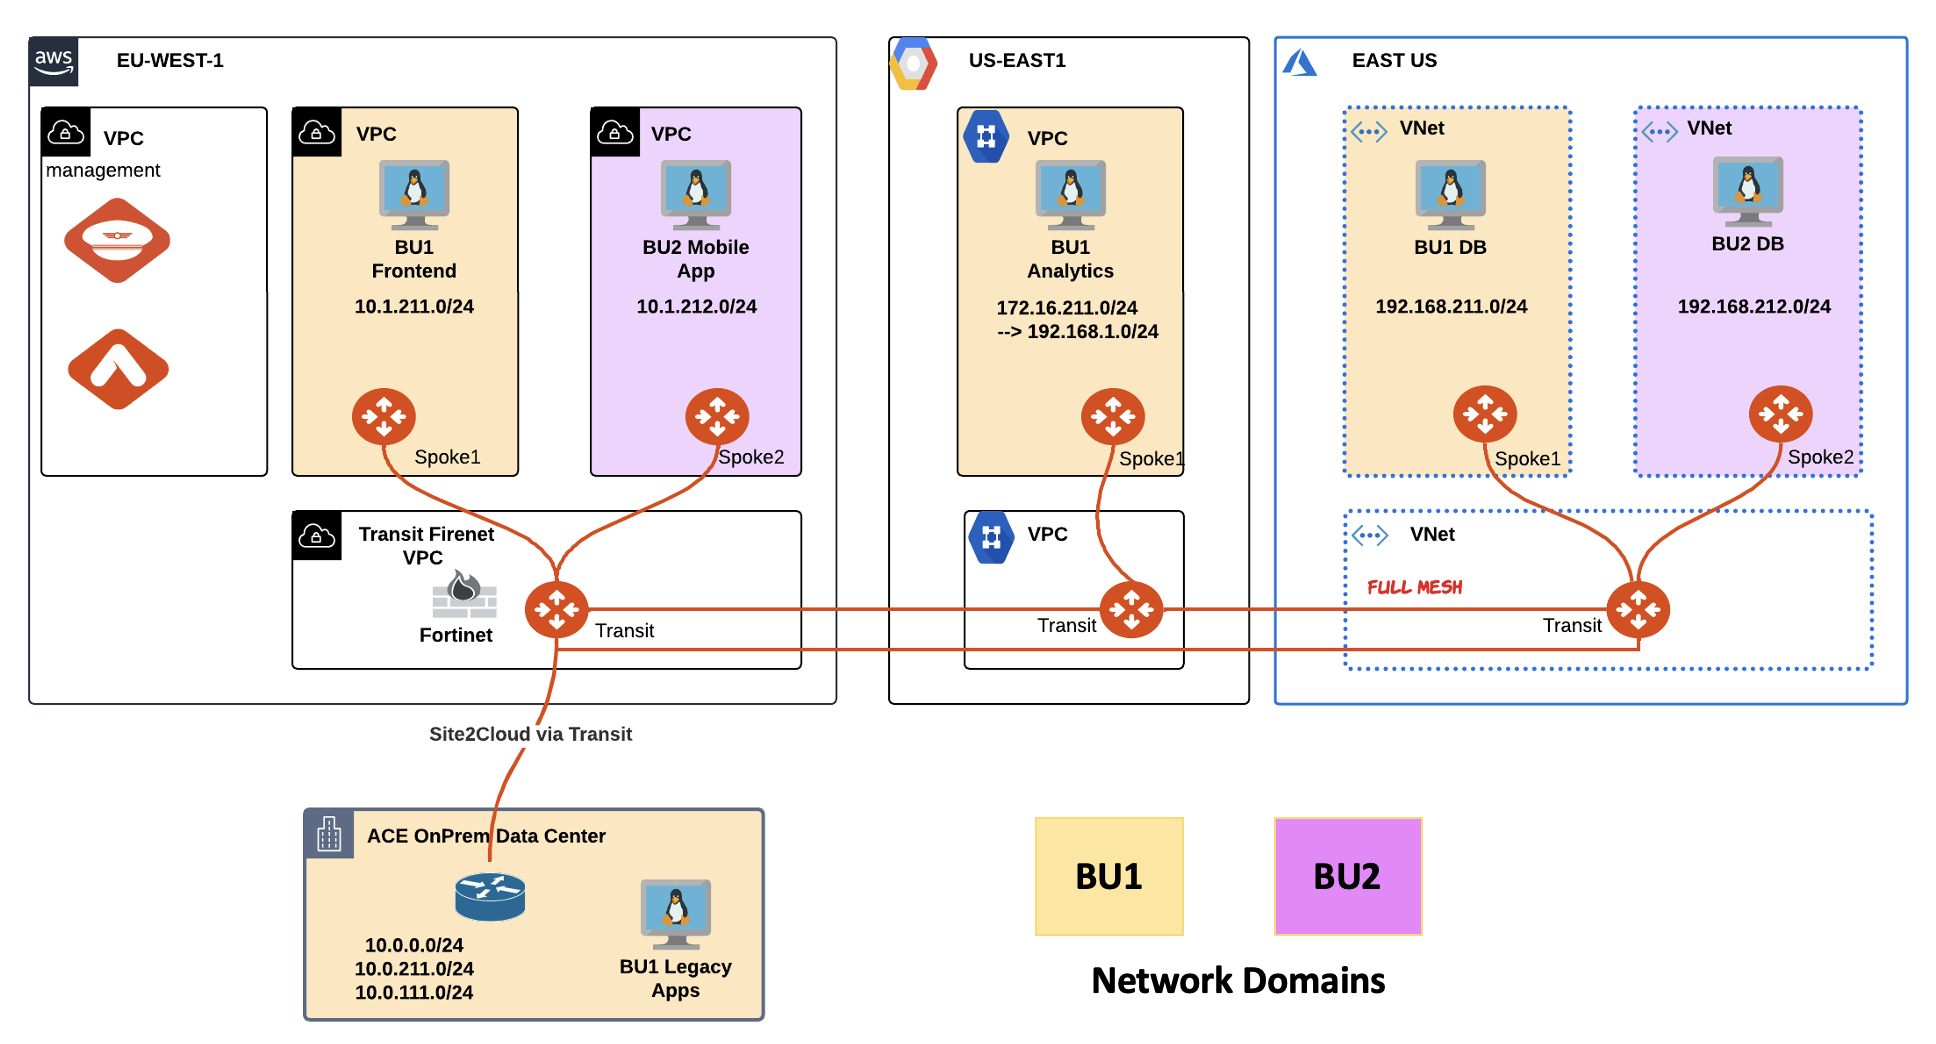 aws
EU-WEST-1
VPC
management
VPC
BU1
Frontend
10.1.211.0/24
Spoke1
VPC
BU2 Mobile
App
10.1.212.0/24
Spoke2
Transit Firenet
VPC
Fortinet
Transit
US-EAST1
VPC
BU1
Analytics
172.16.211.0/24
--> 192.168.1.0/24
Spoke1
VPC
Transit
EAST US
VNet
BU1 DB
192.168.211.0/24
Spoke1
VNet
BU2 DB
192.168.212.0/24
Spoke2
VNet
FULL MESH
Transit
Site2Cloud via Transit
ACE OnPrem Data Center
10.0.0.0/24
10.0.211.0/24
10.0.111.0/24
BU1 Legacy
Apps
BU1
BU2
Network Domains